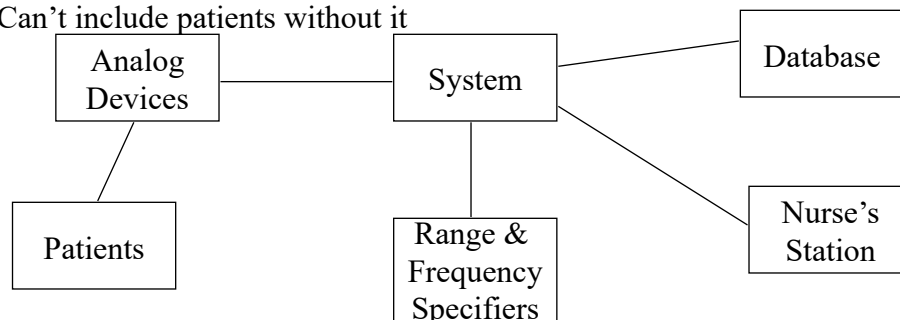 Can’t include patients without it
Analog
Devices
System
Database
Patients
Range &
Frequency
Specifiers
Nurse’s
Station